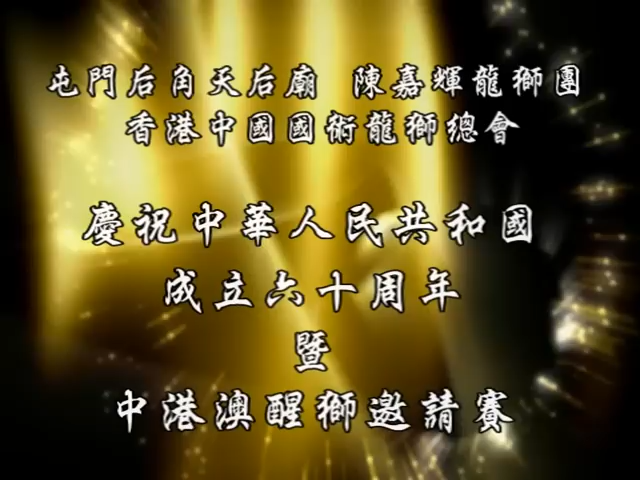 屯門后角天后廟 陳嘉輝龍獅團
香港中國國術龍獅總會
慶祝中華人民共和國
成立六十周年
暨
中港澳醒獅邀請賽